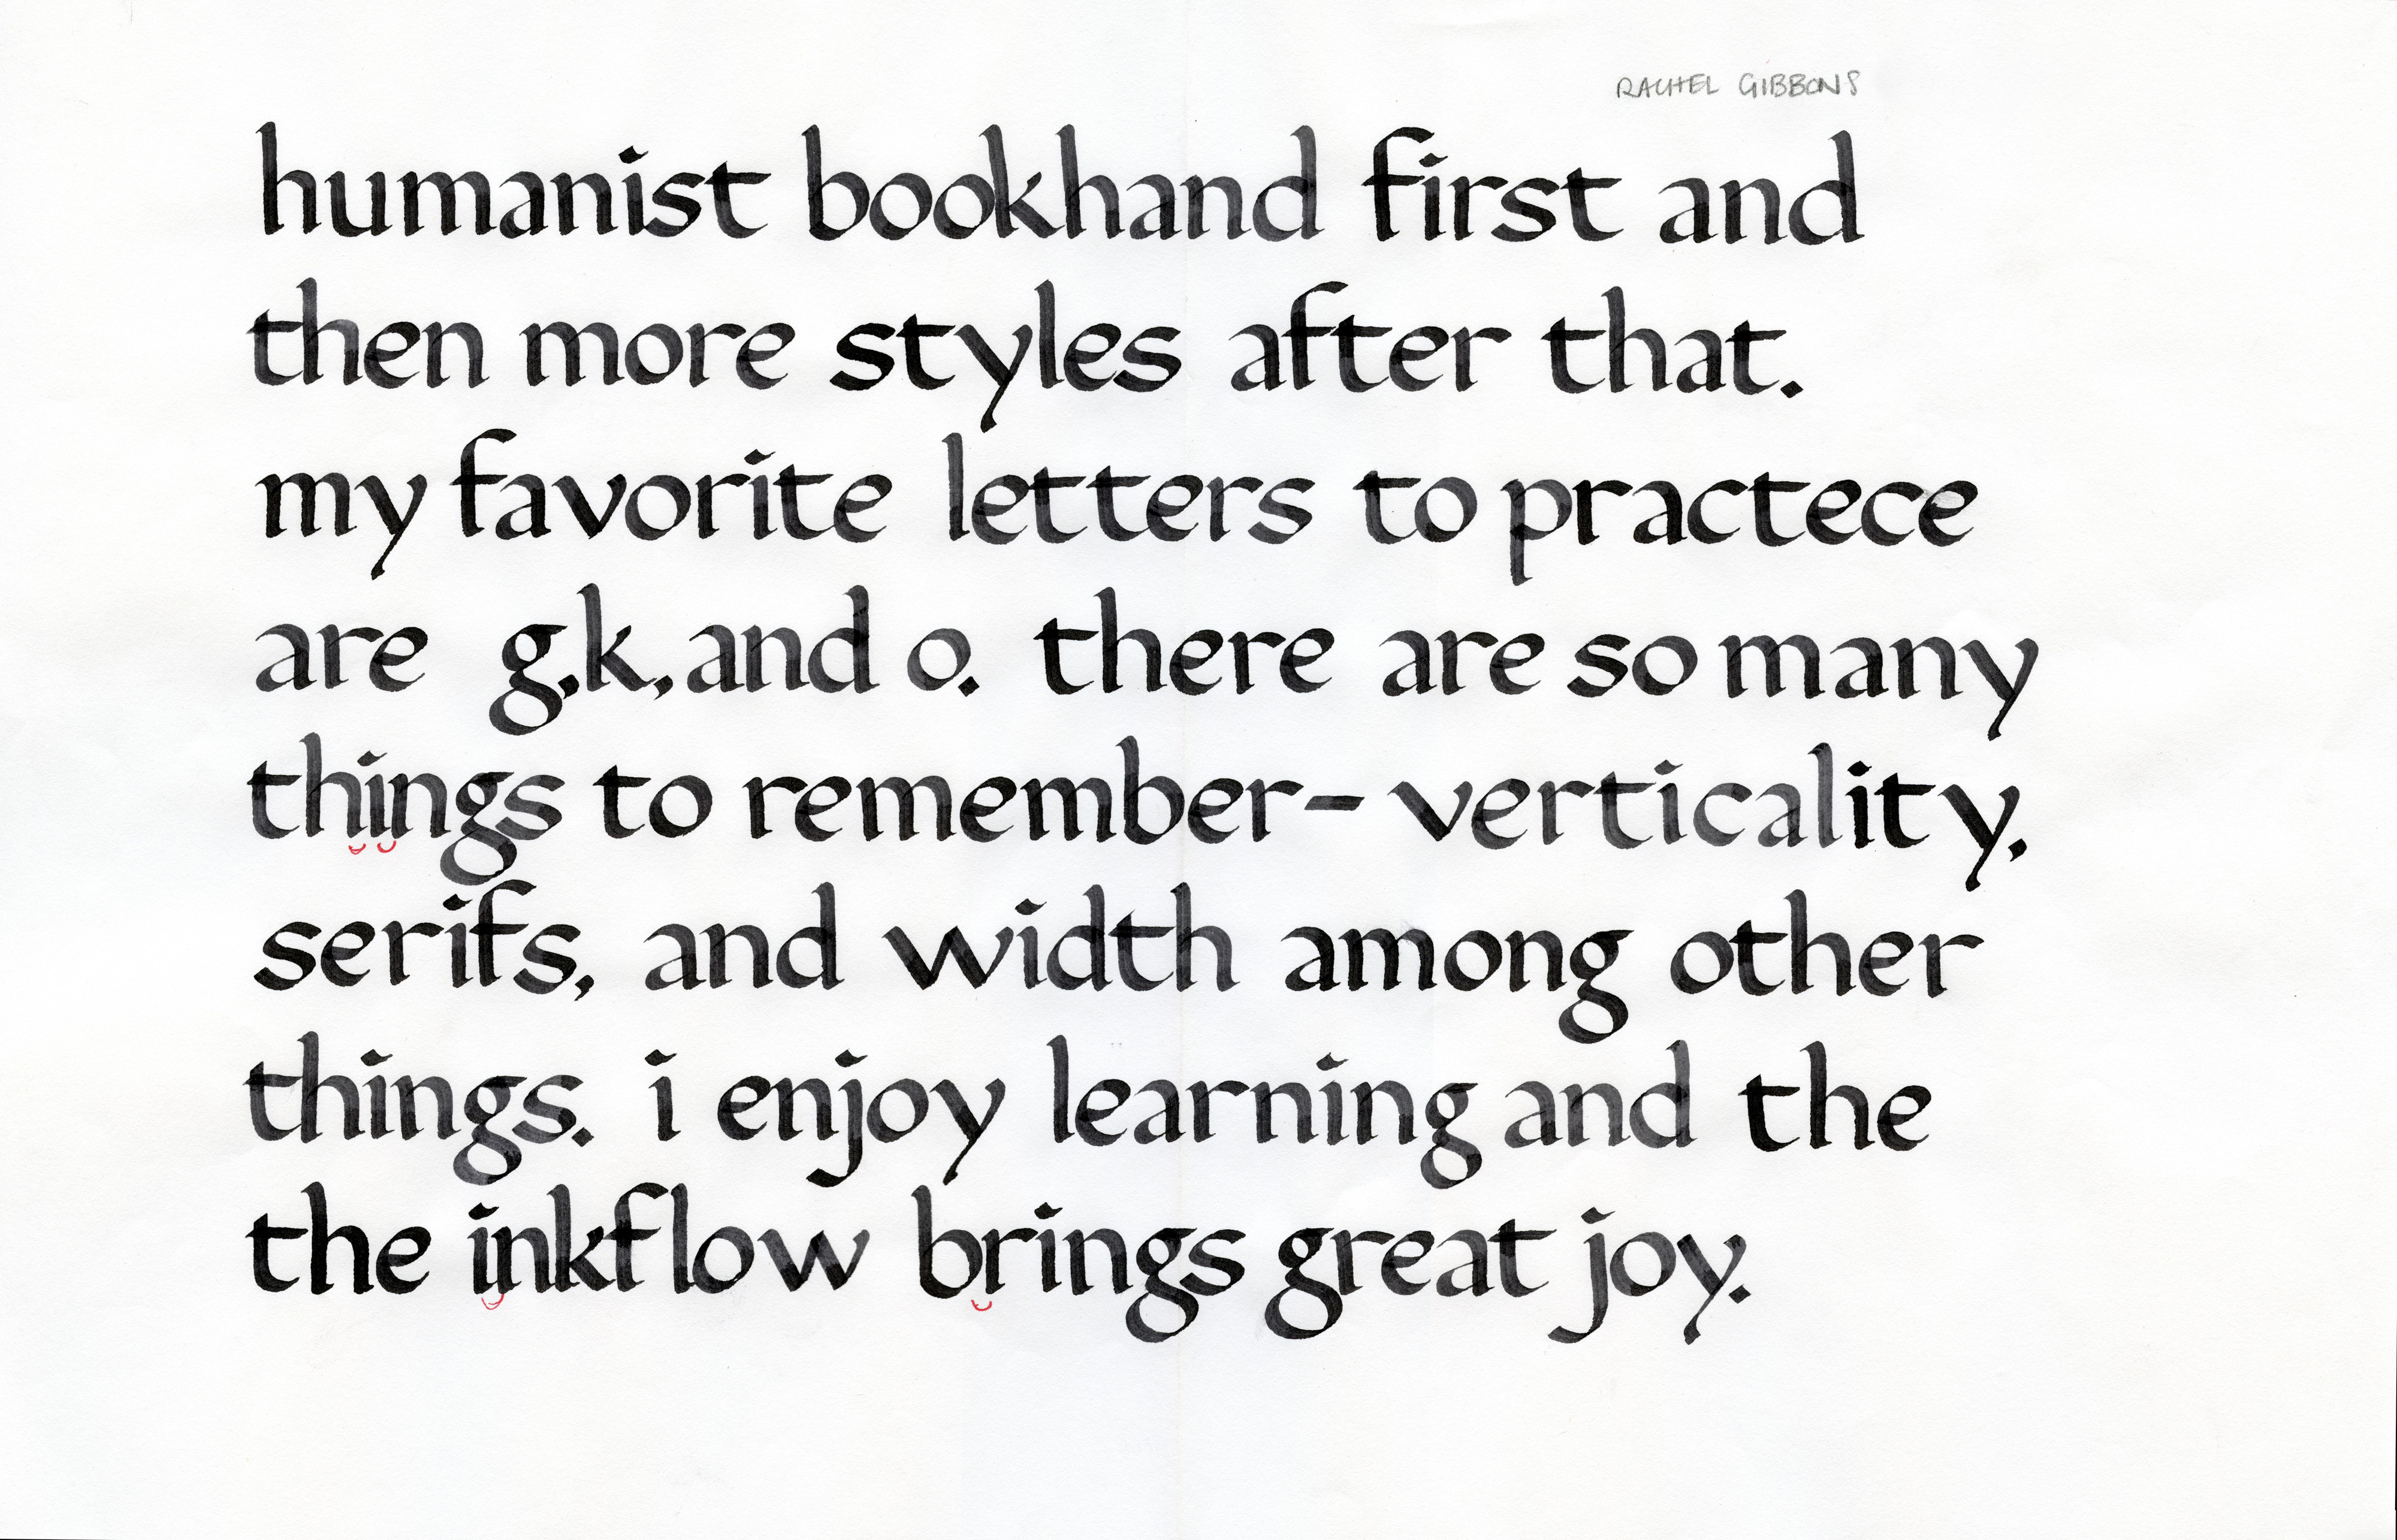 RACHEL GIBBONS
humanist bookhand first and
then more styles after that.
my favorite letters to practece
are g,k,and o. there are so many
things to remember- verticality,
serifs, and width among other
things. i enjoy learning and the
the inkflow brings great joy.